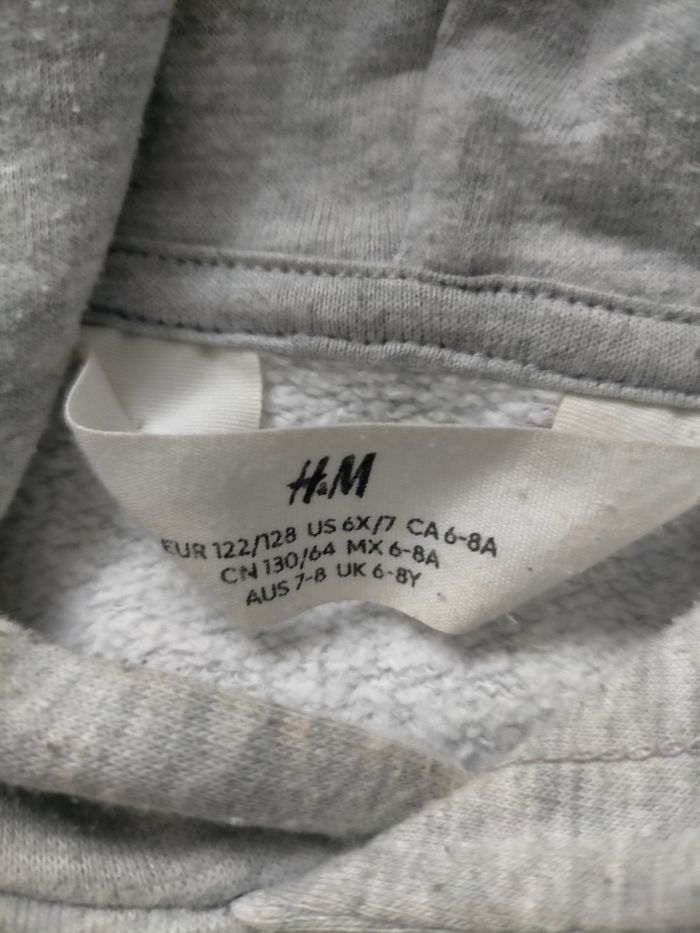 H&M
EUR 122/128 US 6X/7 CA 6-8A
CN 130/64 MX 6-8A
AUS 7-8 UK 6-8Y